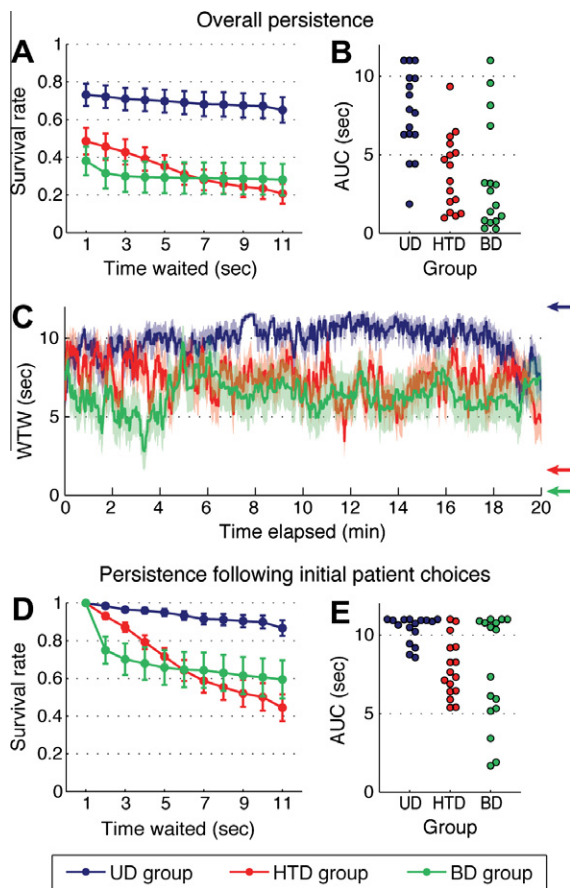 Overall persistence
A
Survival rate
1
0.8
0.6
0.4
0.2
0
1 3 5 7 9 11
Time waited (sec)
B
AUC (sec)
10
5
0
UD HTD BD
Group
C
WTW (sec)
10
5
0
0 2 4 6 8 10 12 14 16 18 20
Time elapsed (min)
Persistence following initial patient choices
D
Survival rate
1
0.8
0.6
0.4
0.2
0
1 3 5 7 9 11
Time waited (sec)
E
AUC (sec)
10
5
0
UD HTD BD
Group
UD group HTD group BD group